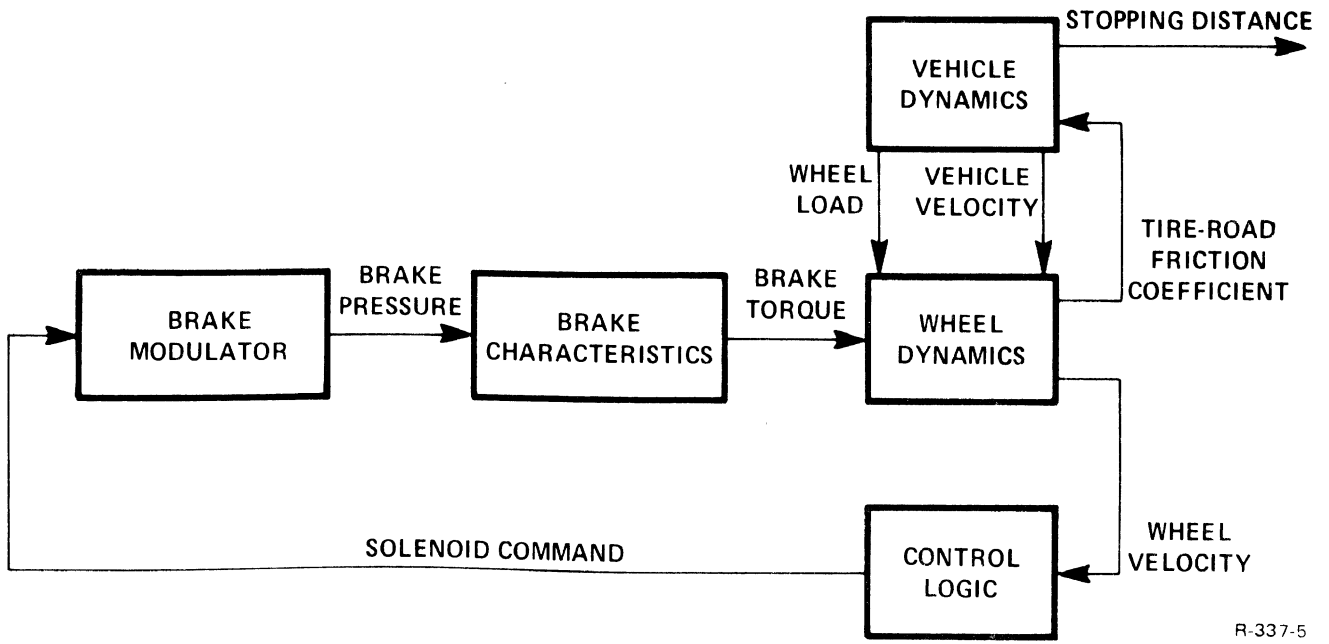 STOPPING DISTANCE
VEHICLE
DYNAMICS
WHEEL
LOAD
VEHICLE
VELOCITY
TIRE-ROAD
FRICTION
COEFFICIENT
BRAKE
PRESSURE
BRAKE
TORQUE
BRAKE
MODULATOR
BRAKE
CHARACTERISTICS
WHEEL
DYNAMICS
SOLENOID COMMAND
CONTROL
LOGIC
WHEEL
VELOCITY
R-337-5